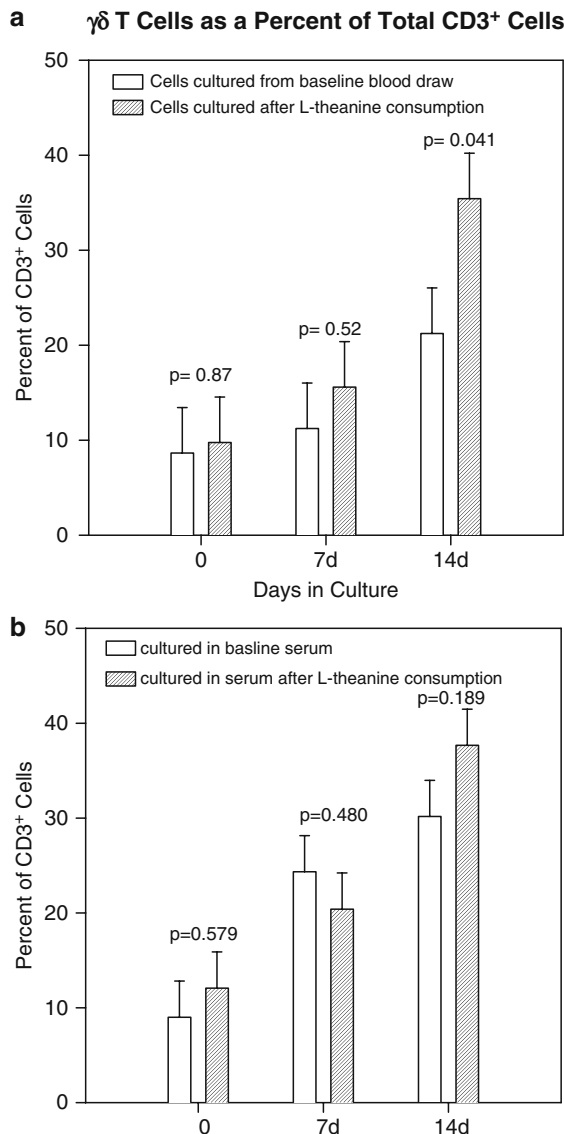 a γδ T Cells as a Percent of Total CD3⁺ Cells
50
40
30
20
10
0
Percent of CD3⁺ Cells
Cells cultured from baseline blood draw
Cells cultured after L-theanine consumption
p= 0.87
p= 0.52
p= 0.041
0 7d 14d
Days in Culture
b
50
40
30
20
10
0
Percent of CD3⁺ Cells
cultured in basline serum
cultured in serum after L-theanine consumption
p=0.579
p=0.480
p=0.189
0 7d 14d